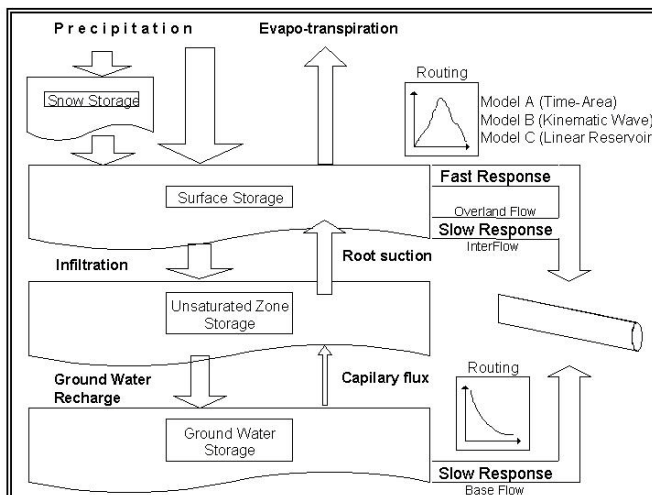 Precipitation
Evapo-transpiration
Snow Storage
Routing
Model A (Time-Area)
Model B (Kinematic Wave)
Model C (Linear Reservoir
Surface Storage
Fast Response
Overland Flow
Slow Response
InterFlow
Infiltration
Root suction
Unsaturated Zone
Storage
Ground Water
Recharge
Capilary flux
Routing
Ground Water
Storage
Slow Response
Base Flow